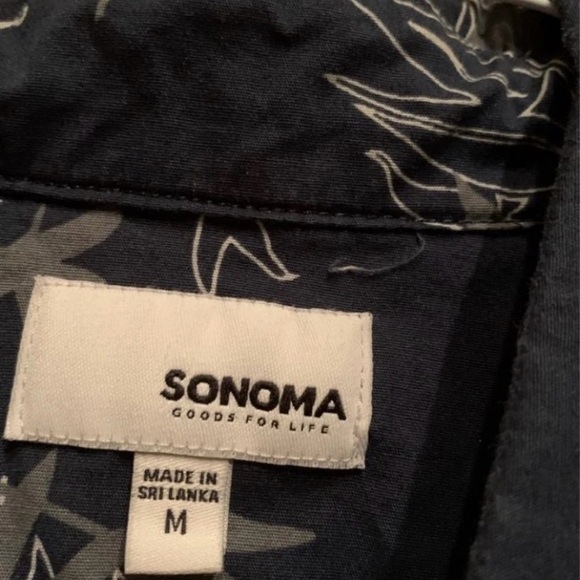 SONOMA
GOODS FOR LIFE
MADE IN
SRI LANKA
M